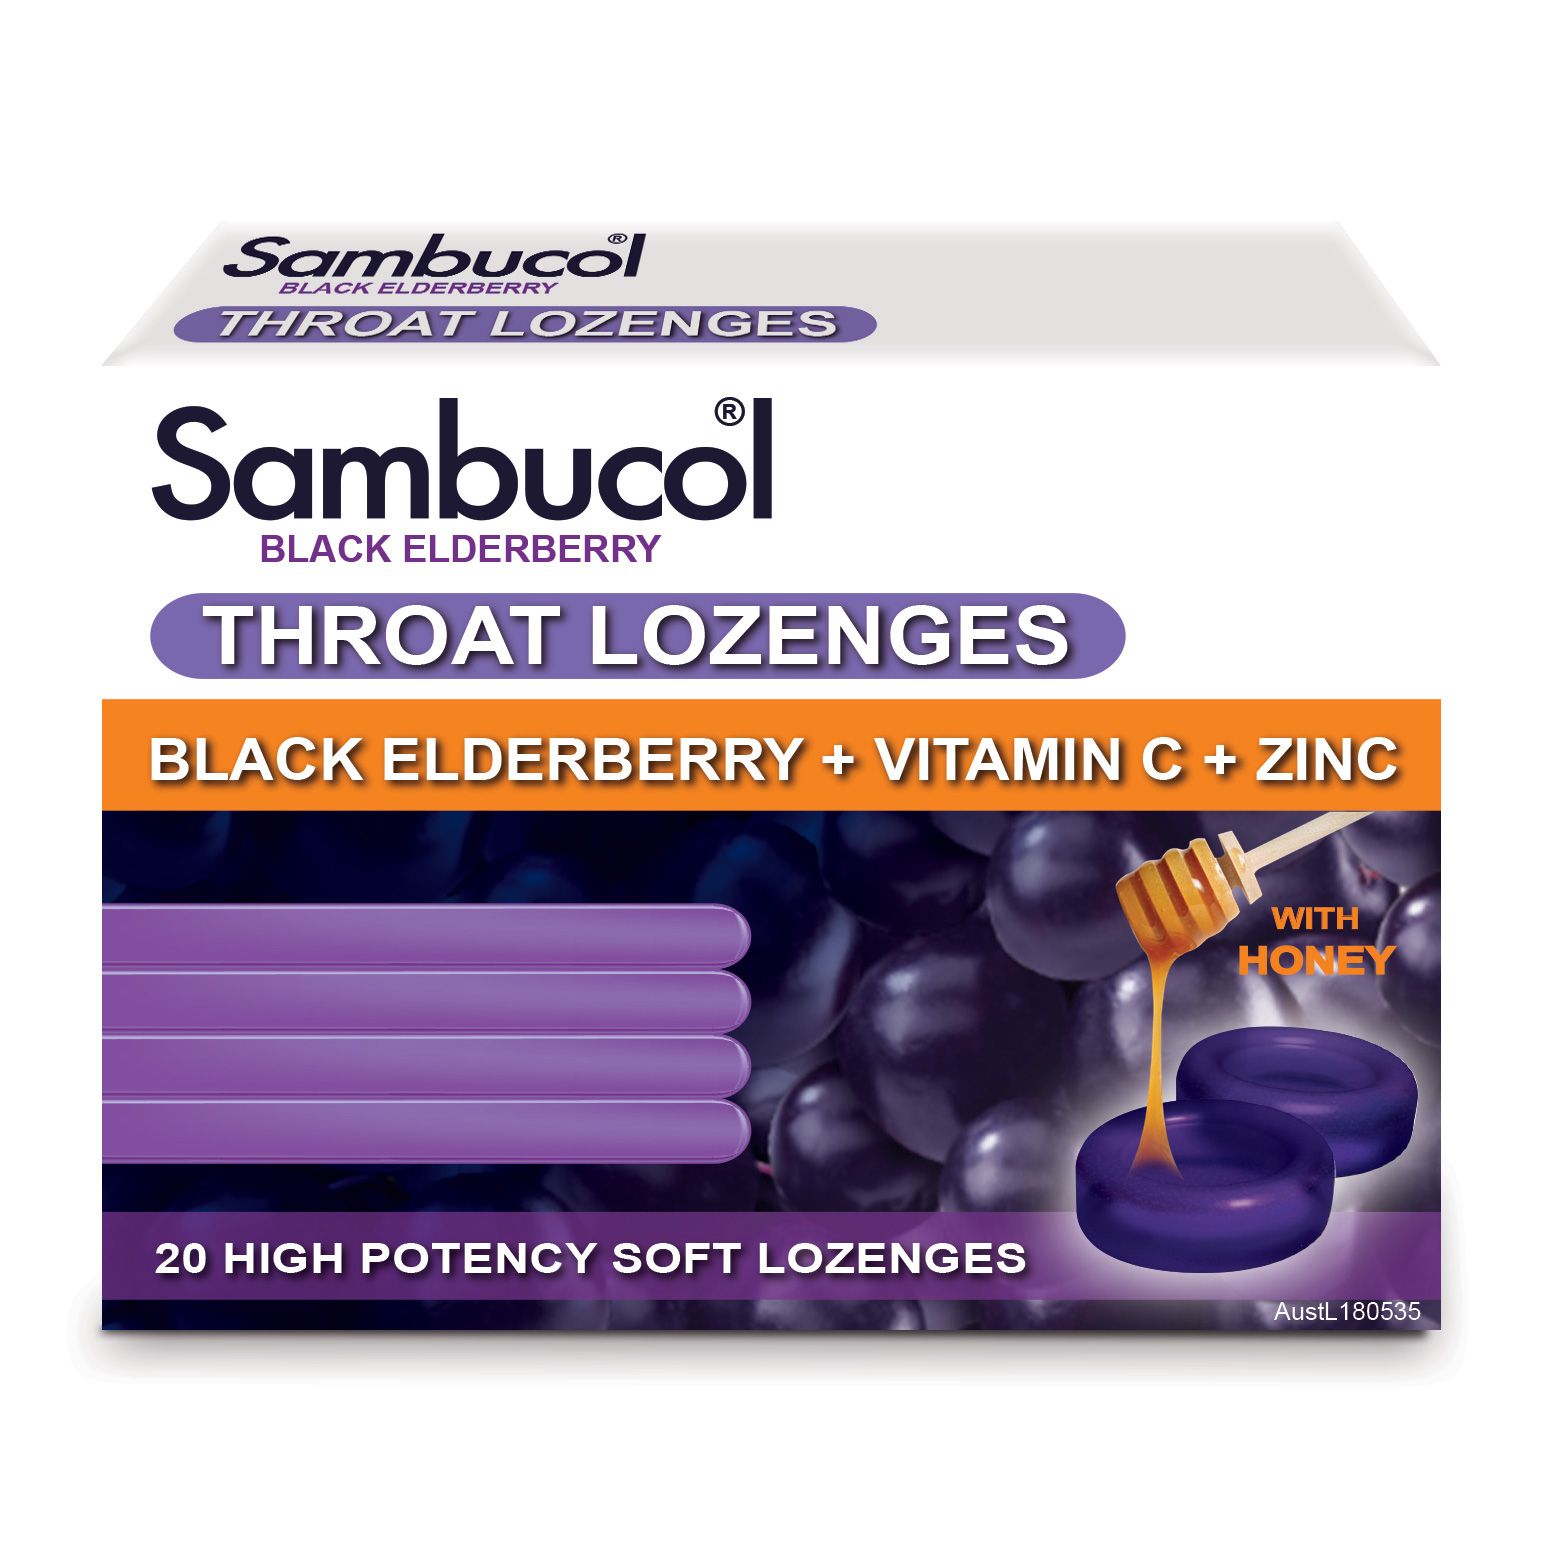 Sambucol®
BLACK ELDERBERRY
THROAT LOZENGES
Sambucol®
BLACK ELDERBERRY
THROAT LOZENGES
BLACK ELDERBERRY + VITAMIN C + ZINC
WITH
HONEY
20 HIGH POTENCY SOFT LOZENGES
AustL180535